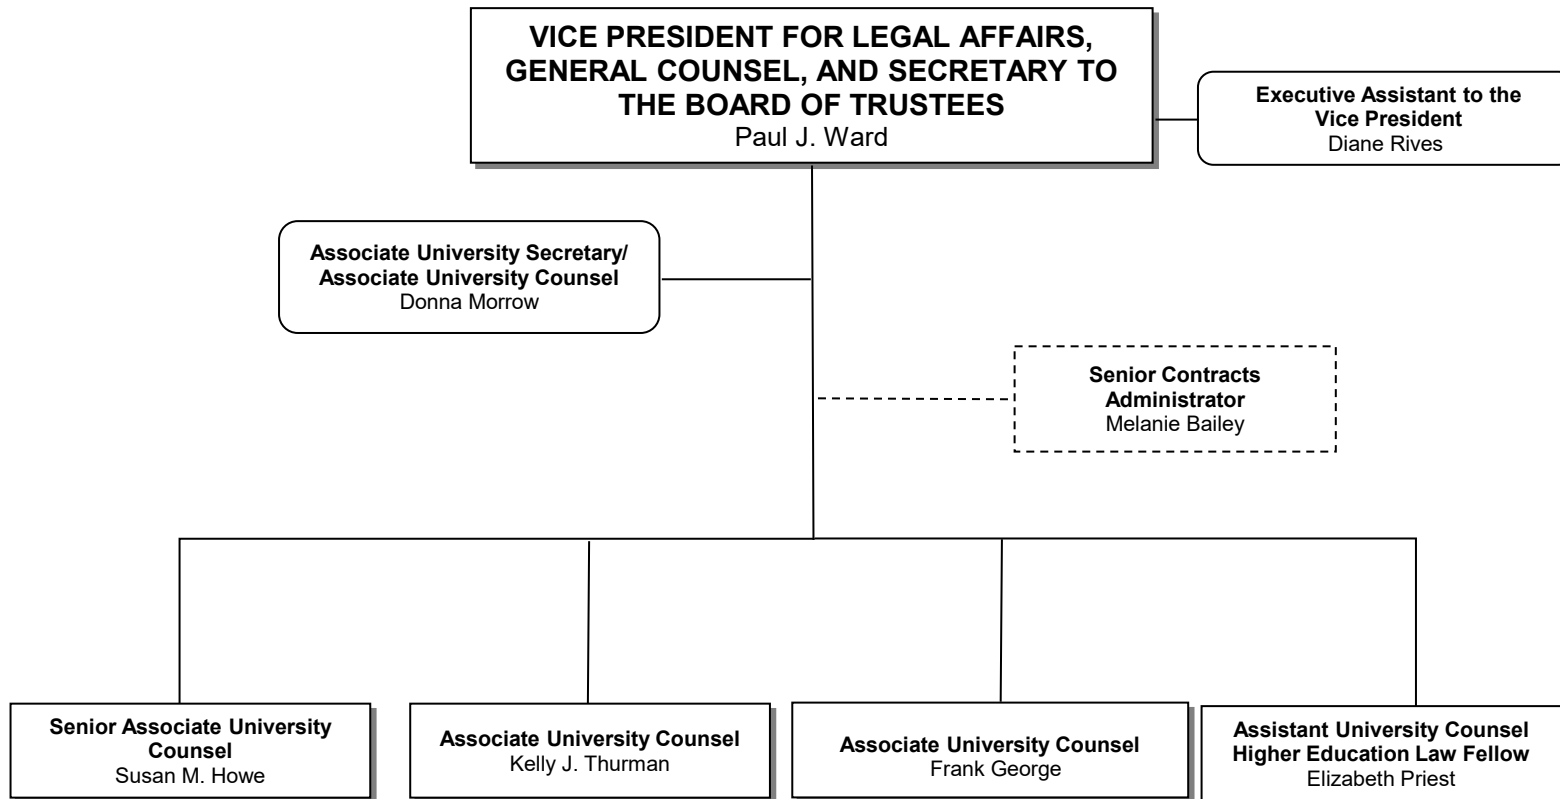 VICE PRESIDENT FOR LEGAL AFFAIRS,
GENERAL COUNSEL, AND SECRETARY TO
THE BOARD OF TRUSTEES
Paul J. Ward
Executive Assistant to the
Vice President
Diane Rives
Associate University Secretary/
Associate University Counsel
Donna Morrow
Senior Contracts
Administrator
Melanie Bailey
Senior Associate University
Counsel
Susan M. Howe
Associate University Counsel
Kelly J. Thurman
Associate University Counsel
Frank George
Assistant University Counsel
Higher Education Law Fellow
Elizabeth Priest